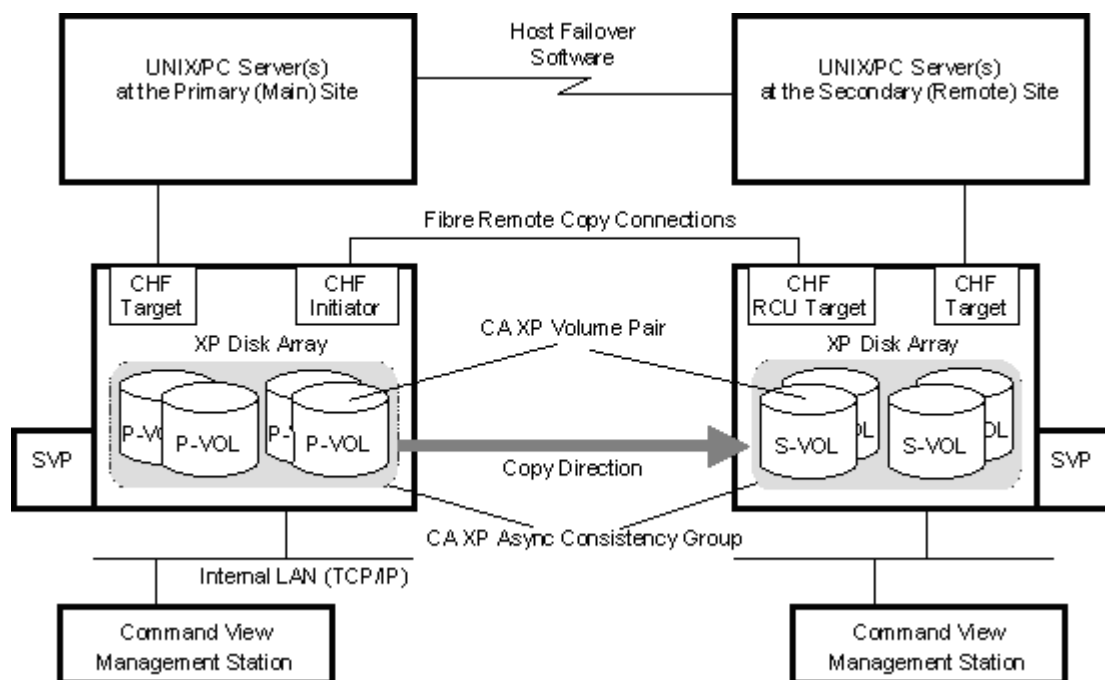 Host Failover
Software
UNIX/PC Server(s)
at the Primary (Main) Site
UNIX/PC Server(s)
at the Secondary (Remote) Site
Fibre Remote Copy Connections
CHF
Target
CHF
Initiator
CHF
RCU Target
CHF
Target
XP Disk Array
CA XP Volume Pair
XP Disk Array
P-VOL
P-VOL
S-VOL
S-VOL
SVP
Copy Direction
SVP
CA XP Async Consistency Group
Internal LAN (TCP/IP)
Command View
Management Station
Command View
Management Station